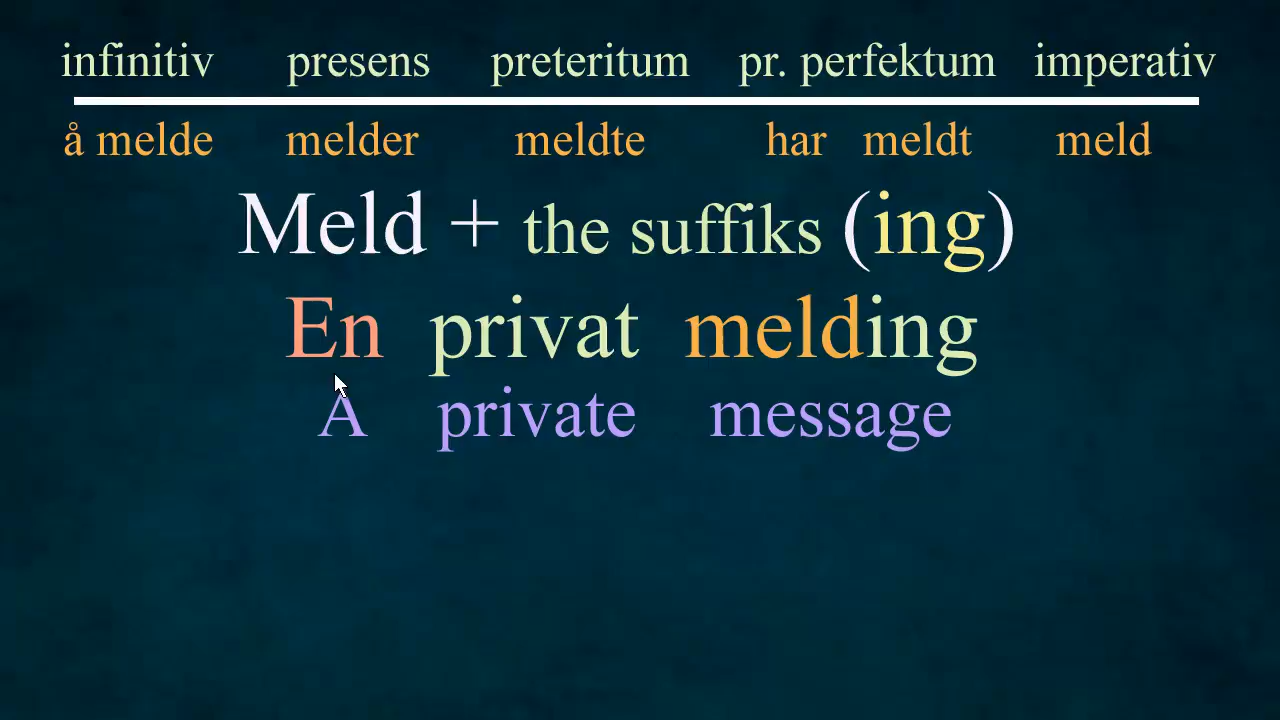 infinitiv presens preteritum pr. perfektum imperativ
å melde melder meldte har meldt meld
Meld + the suffiks (ing)
En privat melding
A private message